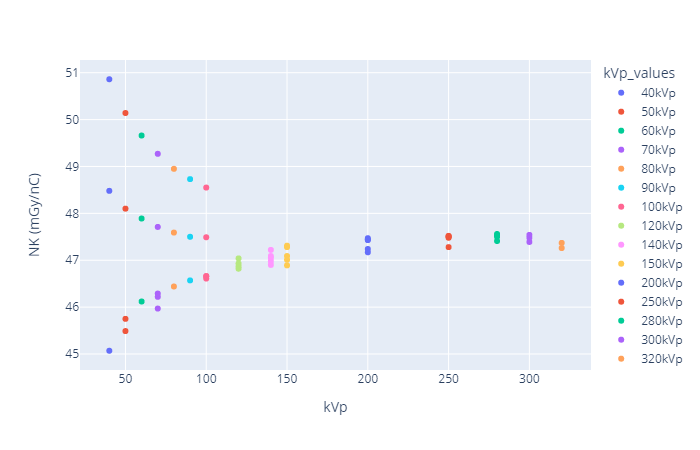 kVp_values
40kVp
50kVp
60kVp
70kVp
80kVp
90kVp
100kVp
120kVp
140kVp
150kVp
200kVp
250kVp
280kVp
300kVp
320kVp
NK (mGy/nC)
51
50
49
48
47
46
45
50
100
150
200
250
300
kVp